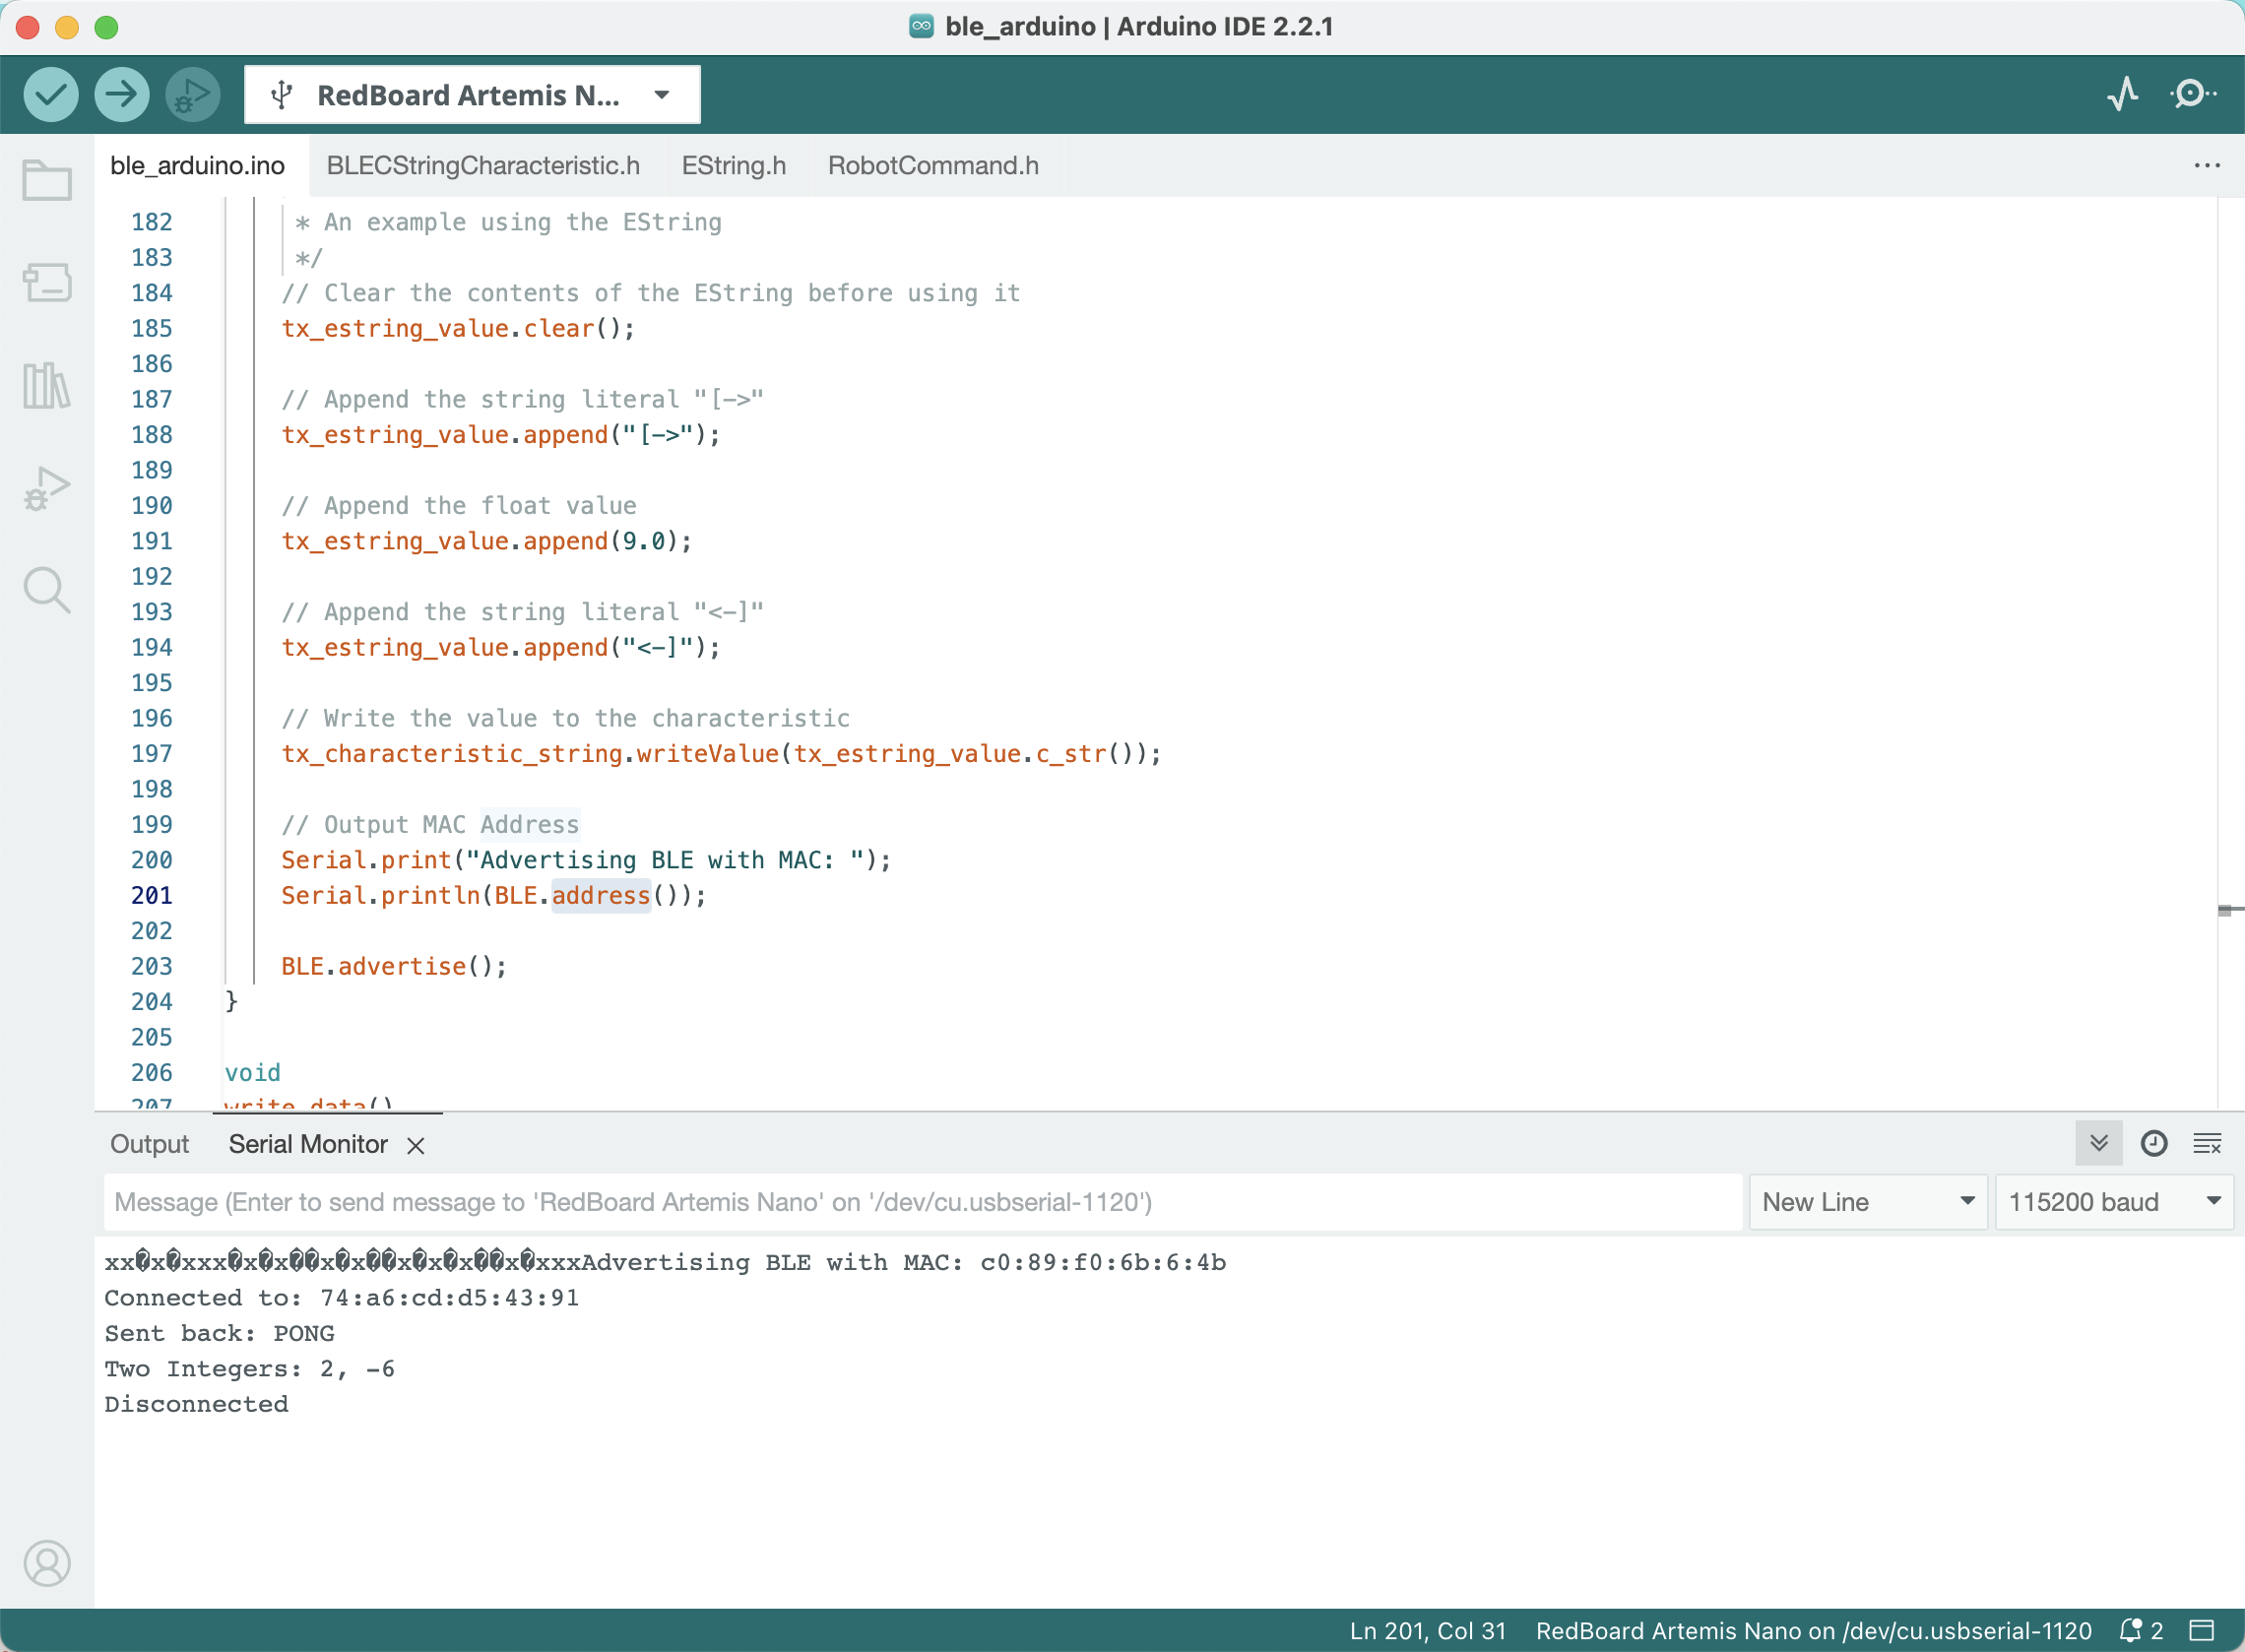 ble_arduino | Arduino IDE 2.2.1
RedBoard Artemis N...
ble_arduino.ino BLECStringCharacteristic.h EString.h RobotCommand.h
182 * An example using the EString
183 */
184 // Clear the contents of the EString before using it
185 tx_estring_value.clear();
186
187 // Append the string literal "[->"
188 tx_estring_value.append("[->");
189
190 // Append the float value
191 tx_estring_value.append(9.0);
192
193 // Append the string literal "<-]"
194 tx_estring_value.append("<-]");
195
196 // Write the value to the characteristic
197 tx_characteristic_string.writeValue(tx_estring_value.c_str());
198
199 // Output MAC Address
200 Serial.print("Advertising BLE with MAC: ");
201 Serial.println(BLE.address());
202
203 BLE.advertise();
204 }
205
206 void
207 write_data()
Output Serial Monitor
Message (Enter to send message to 'RedBoard Artemis Nano' on '/dev/cu.usbserial-1120') New Line 115200 baud
xx�x�xxx�x�x��x�x��x�x�x��x�xxxAdvertising BLE with MAC: c0:89:f0:6b:6:4b
Connected to: 74:a6:cd:d5:43:91
Sent back: PONG
Two Integers: 2, -6
Disconnected
Ln 201, Col 31 RedBoard Artemis Nano on /dev/cu.usbserial-1120 2